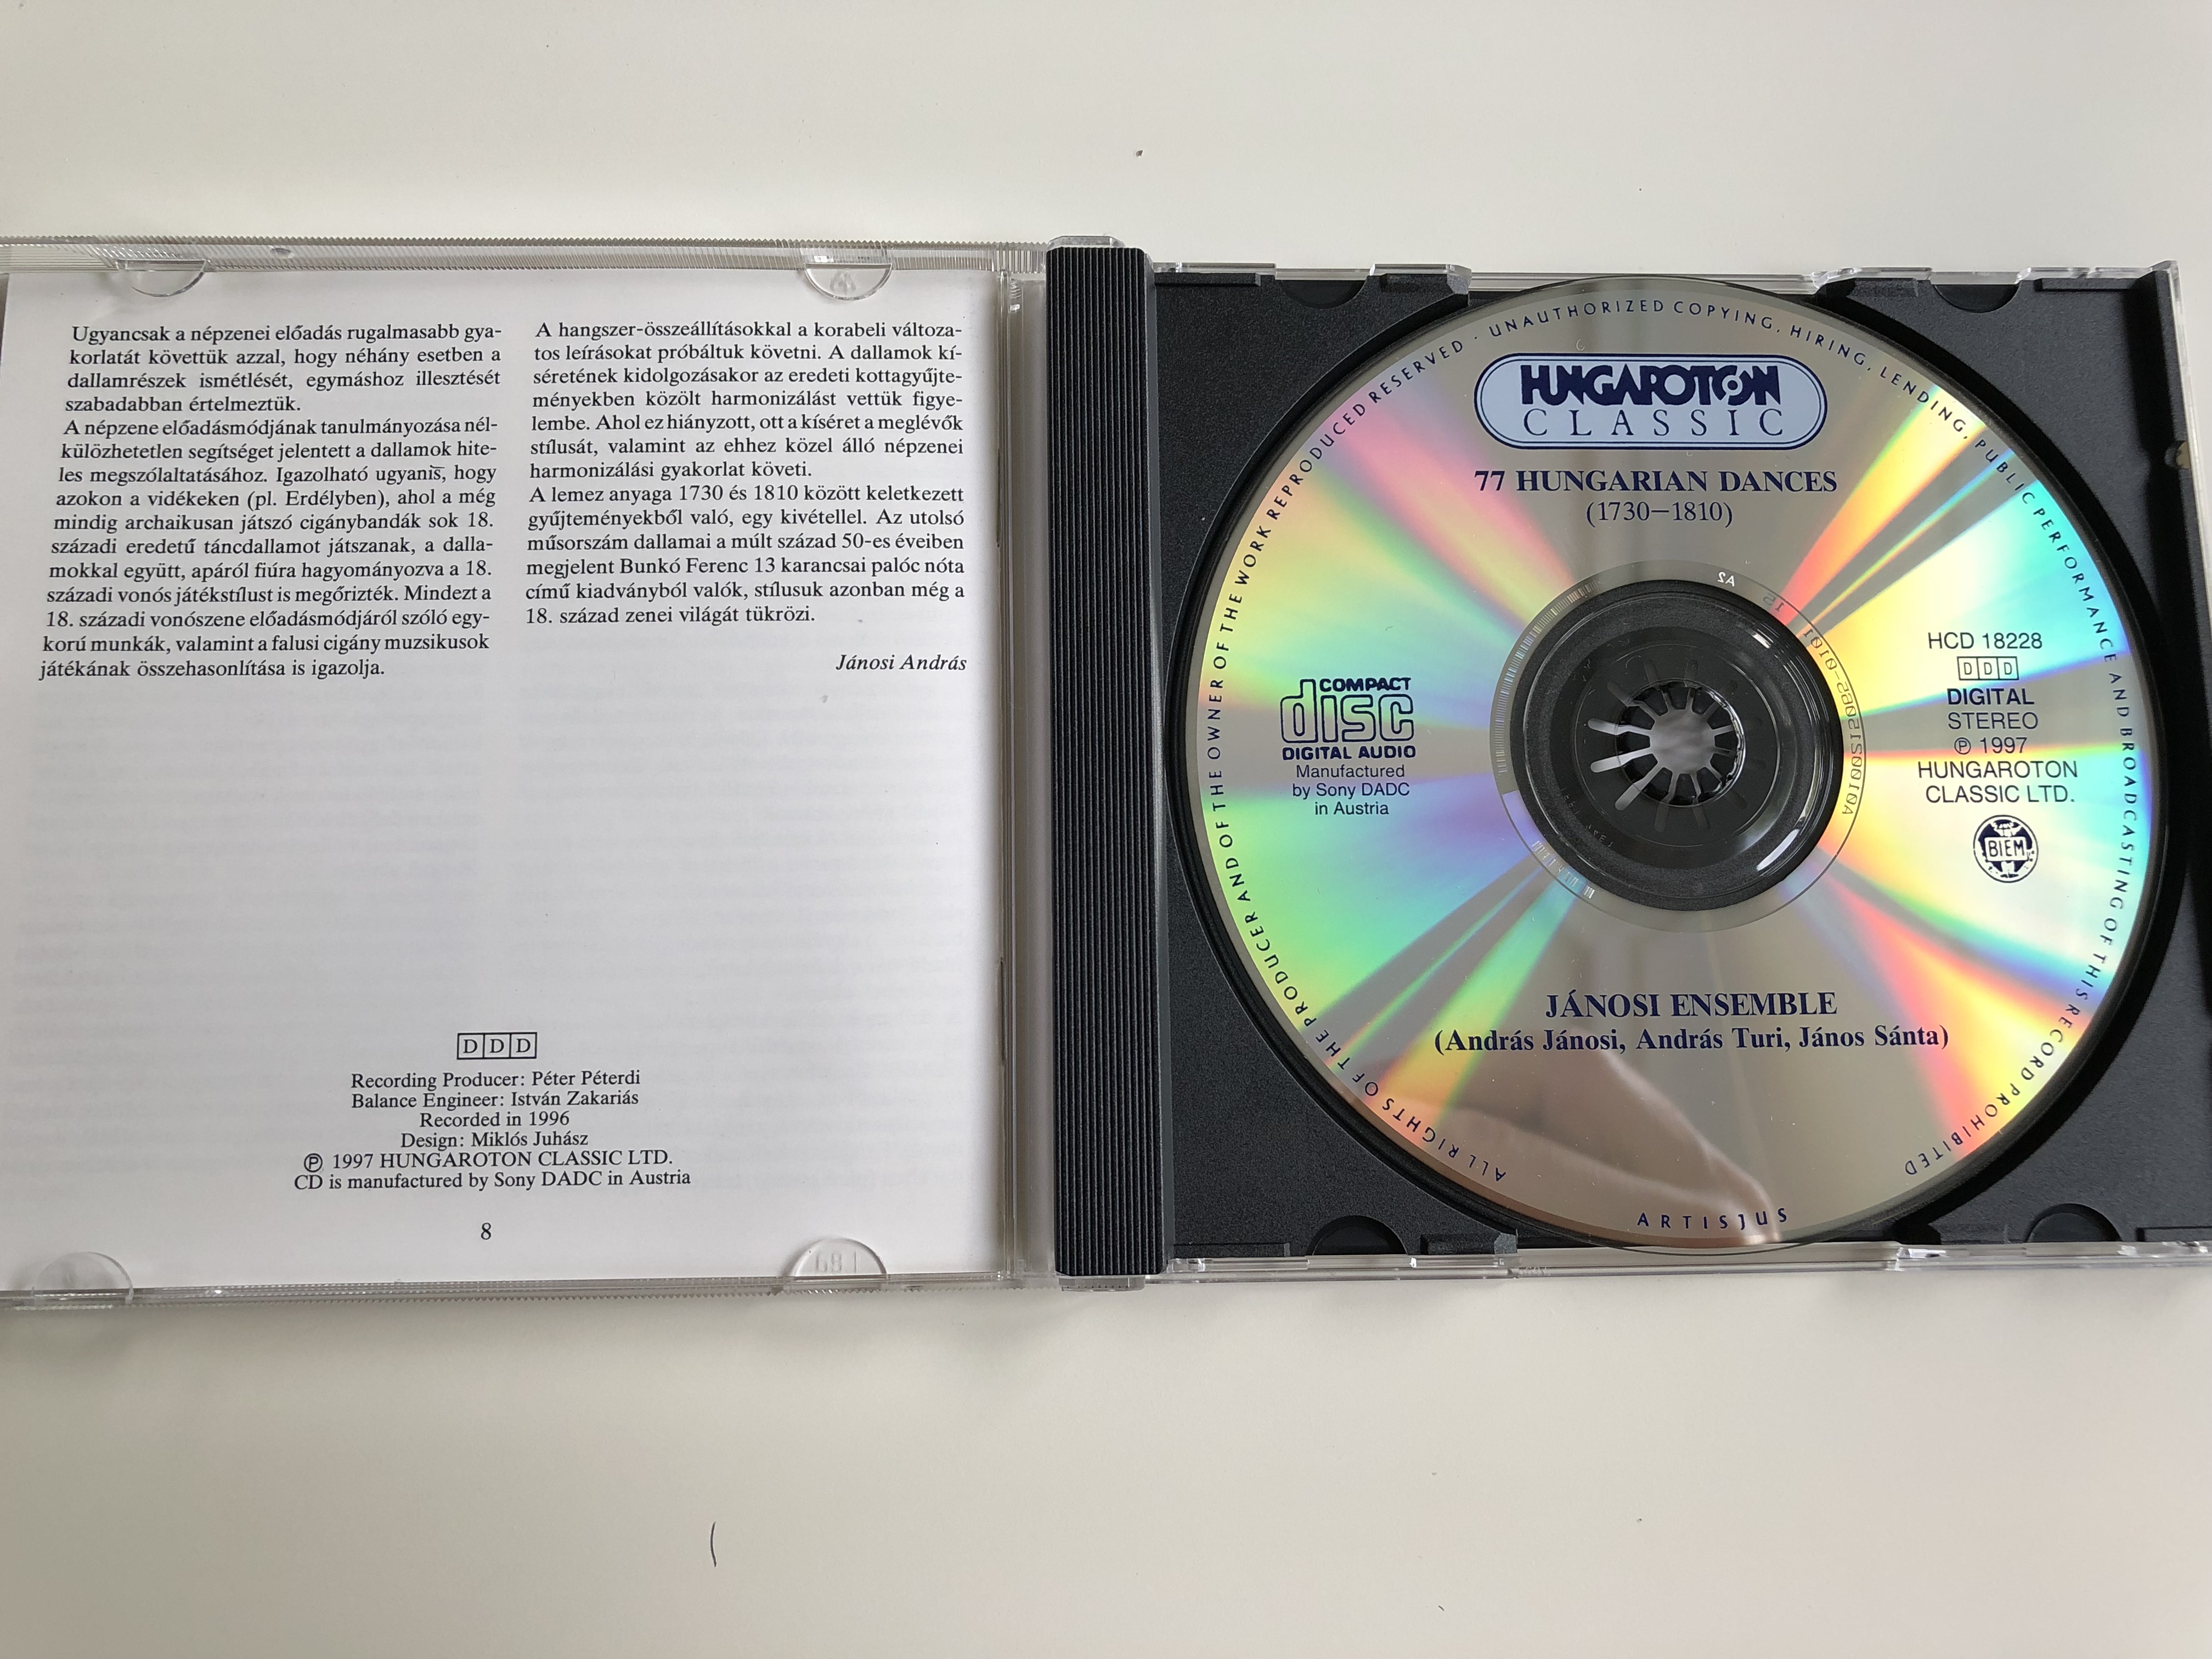 Ugyancsak a népzenei előadás rugalmasabb gya-
korlatát követtük azzal, hogy néhány esetben a
dallamrészek ismétlését, egymáshoz illesztését
szabadabban értelmeztük.
A népzene előadásmódjának tanulmányozása nél-
külözhetetlen segítséget jelentett a dallamok hite-
les megszólaltatásához. Igazolható ugyanis, hogy
azokon a vidékeken (pl. Erdélyben), ahol a még
mindig archaikusan játszó cigánybandák sok 18.
századi eredetű táncdallamot játszanak, a dalla-
mokkal együtt, apáról fiúra hagyományozva a 18.
századi vonós játékstílust is megőrizték. Mindezt a
18. századi vonószene előadásmódjáról szóló egy-
korú munkák, valamint a falusi cigány muzsikusok
játékának összehasonlítása is igazolja.
A hangszer-összeállításokkal a korabeli változa-
tos leírásokat próbáltuk követni. A dallamok kí-
séretének kidolgozásakor az eredeti kottagyűjte-
ményekben közölt harmonizálást vettük figye-
lembe. Ahol ez hiányzott, ott a kíséret a meglévők
stílusát, valamint az ehhez közel álló népzenei
harmonizálási gyakorlat követi.
A lemez anyaga 1730 és 1810 között keletkezett
gyűjteményekből való, egy kivétellel. Az utolsó
műsorszám dallamai a múlt század 50-es éveiben
megjelent Bunkó Ferenc 13 karancsai palóc nóta
című kiadványból valók, stílusuk azonban még a
18. század zenei világát tükrözi.
Jánosi András
DDD
Recording Producer: Péter Péterdi
Balance Engineer: István Zakariás
Recorded in 1996
Design: Miklós Juhász
℗ 1997 HUNGAROTON CLASSIC LTD.
CD is manufactured by Sony DADC in Austria
8
ALL RIGHTS OF THE PRODUCER AND OF THE OWNER OF THE WORK REPRODUCED RESERVED · UNAUTHORIZED COPYING, HIRING, LENDING, PUBLIC PERFORMANCE AND BROADCASTING OF THIS RECORD PROHIBITED
HUNGAROTON
CLASSIC
77 HUNGARIAN DANCES
(1730—1810)
COMPACT
disc
DIGITAL AUDIO
Manufactured
by Sony DADC
in Austria
HCD 18228
DDD
DIGITAL
STEREO
℗ 1997
HUNGAROTON
CLASSIC LTD.
BIEM
JÁNOSI ENSEMBLE
(András Jánosi, András Turi, János Sánta)
ARTISJUS